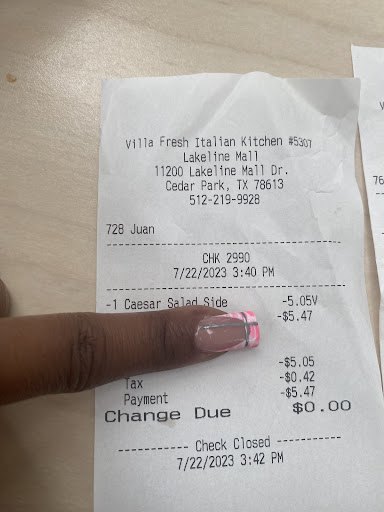 Villa Fresh Italian Kitchen #5307
Lakeline Mall
11200 Lakeline Mall Dr.
Cedar Park, TX 78613
512-219-9928
728 Juan
CHK 2990
7/22/2023 3:40 PM
-1 Caesar Salad Side -5.05V
-$5.47
-$5.05
Tax -$0.42
Payment -$5.47
Change Due $0.00
----------- Check Closed -----------
7/22/2023 3:42 PM